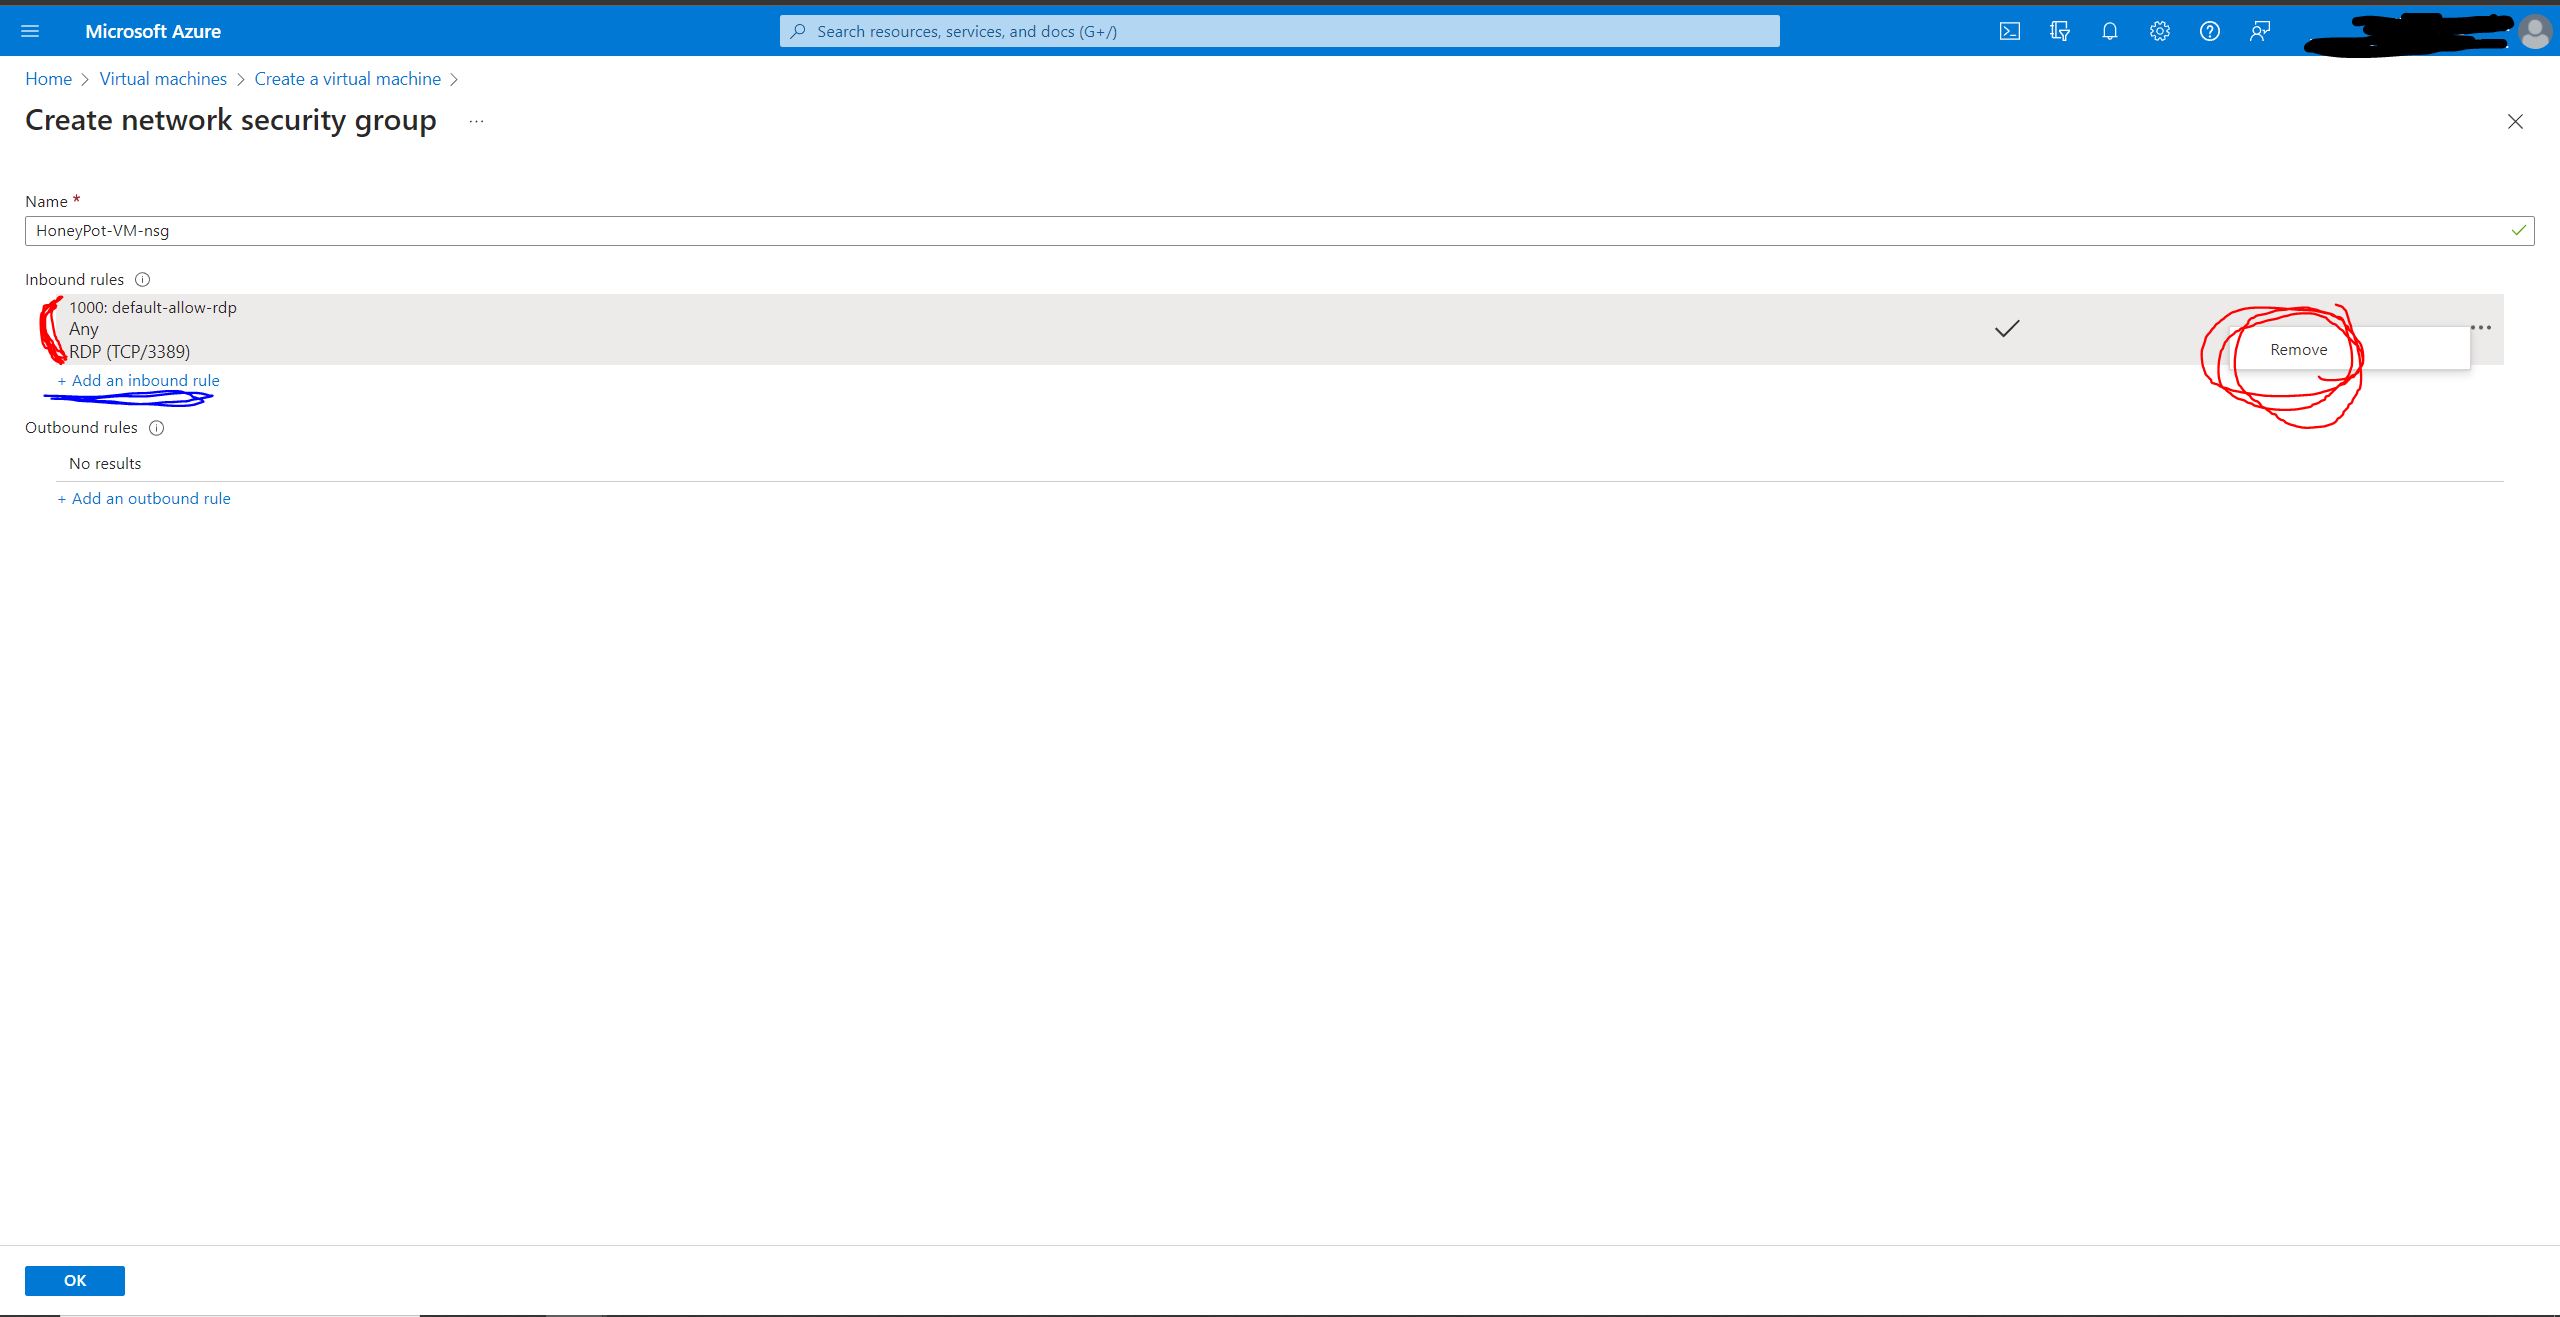 Microsoft Azure
Search resources, services, and docs (G+/)
Home > Virtual machines > Create a virtual machine >
Create network security group ...
Name *
HoneyPot-VM-nsg
Inbound rules
1000: default-allow-rdp
Any
RDP (TCP/3389)
Remove
+ Add an inbound rule
Outbound rules
No results
+ Add an outbound rule
OK